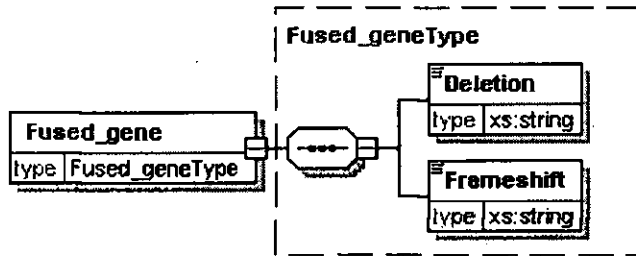 Fused_geneType
Deletion
type xs:string
Fused_gene
type Fused_geneType
Frameshift
type xs:string